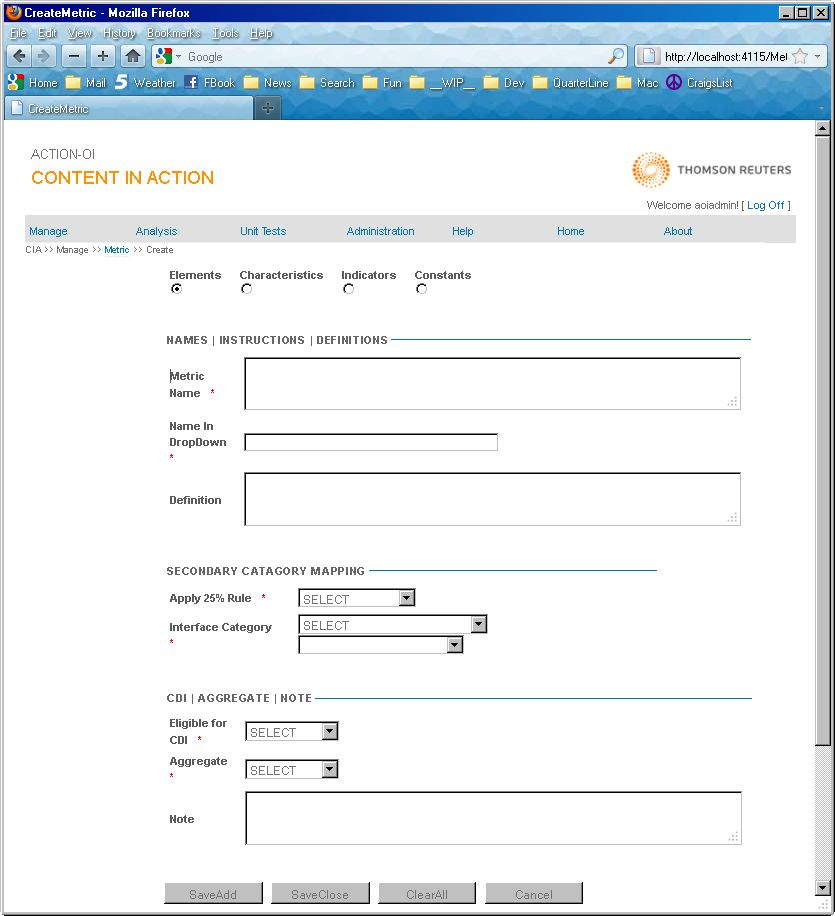 CreateMetric - Mozilla Firefox
File Edit View History Bookmarks Tools Help
Google http://localhost:4115/Met
Home Mail 5 Weather FBook News Search Fun __WIP__ Dev QuarterLine Mac CraigsList
CreateMetric
ACTION-OI
CONTENT IN ACTION
THOMSON REUTERS
Welcome aoiadmin! [ Log Off ]
Manage Analysis Unit Tests Administration Help Home About
CIA >> Manage >> Metric >> Create
Elements Characteristics Indicators Constants
NAMES | INSTRUCTIONS | DEFINITIONS
Metric
Name *
Name In
DropDown
*
Definition
SECONDARY CATAGORY MAPPING
Apply 25% Rule * SELECT
Interface Category SELECT
*
CDI | AGGREGATE | NOTE
Eligible for
CDI * SELECT
Aggregate
* SELECT
Note
SaveAdd SaveClose ClearAll Cancel